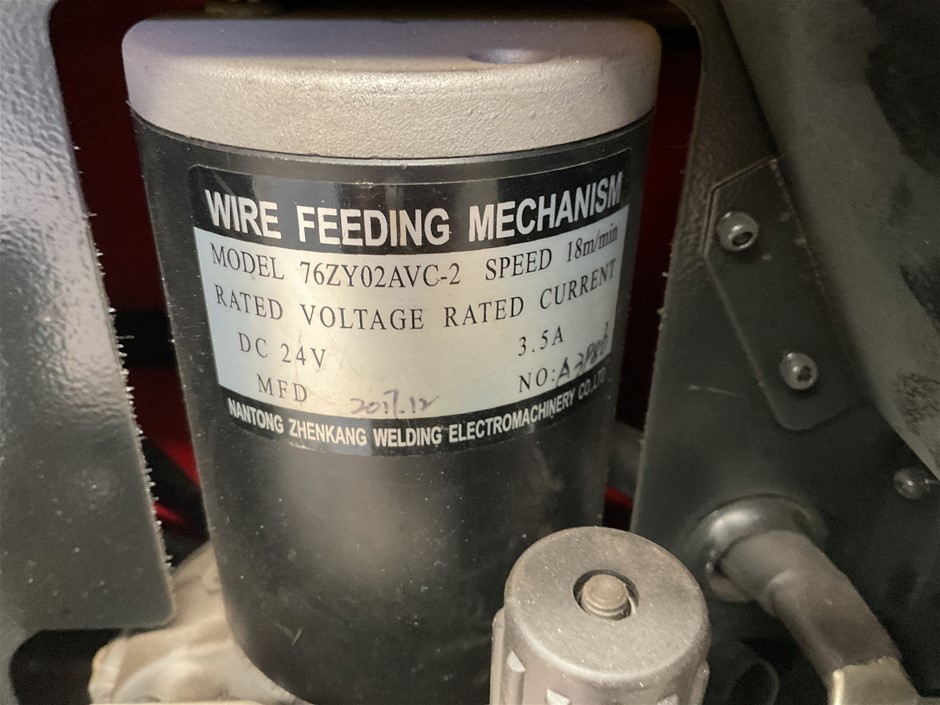 WIRE FEEDING MECHANISM
MODEL 76ZY02AVC-2 SPEED 18m/min
RATED VOLTAGE RATED CURRENT
DC 24V 3.5A
MFD 2017.12 NO:
NANTONG ZHENKANG WELDING ELECTROMACHINERY CO.,LTD